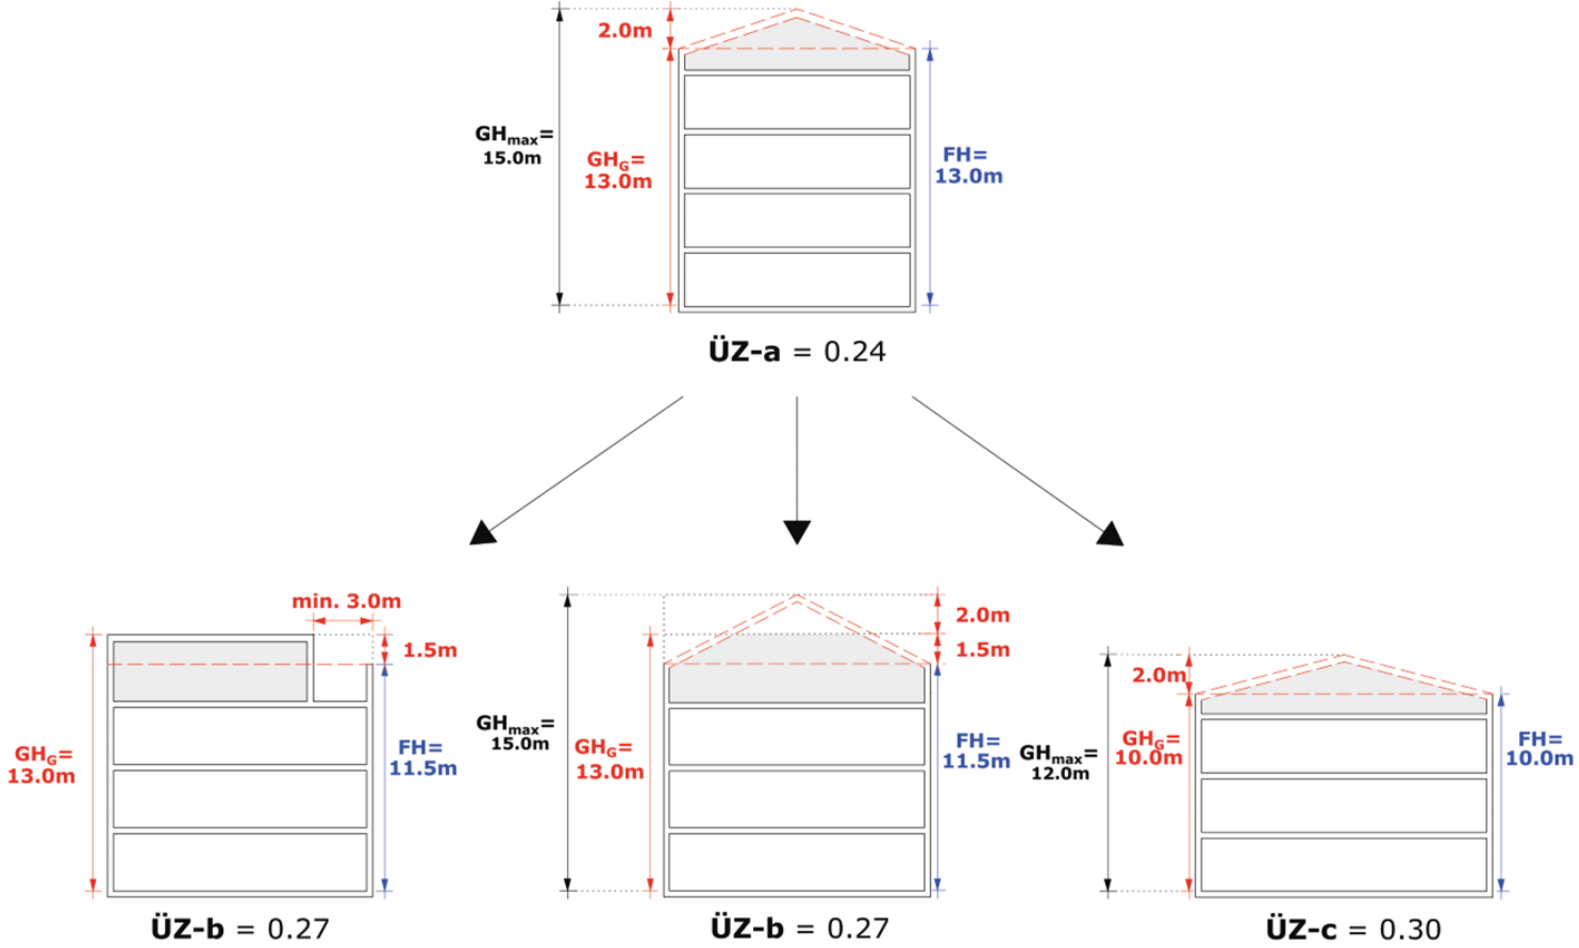 2.0m
GHmax=
15.0m
GHG=
13.0m
FH=
13.0m
ÜZ-a = 0.24
min. 3.0m
1.5m
GHG=
13.0m
FH=
11.5m
ÜZ-b = 0.27
2.0m
1.5m
GHmax=
15.0m
GHG=
13.0m
FH=
11.5m
ÜZ-b = 0.27
2.0m
GHmax=
12.0m
GHG=
10.0m
FH=
10.0m
ÜZ-c = 0.30